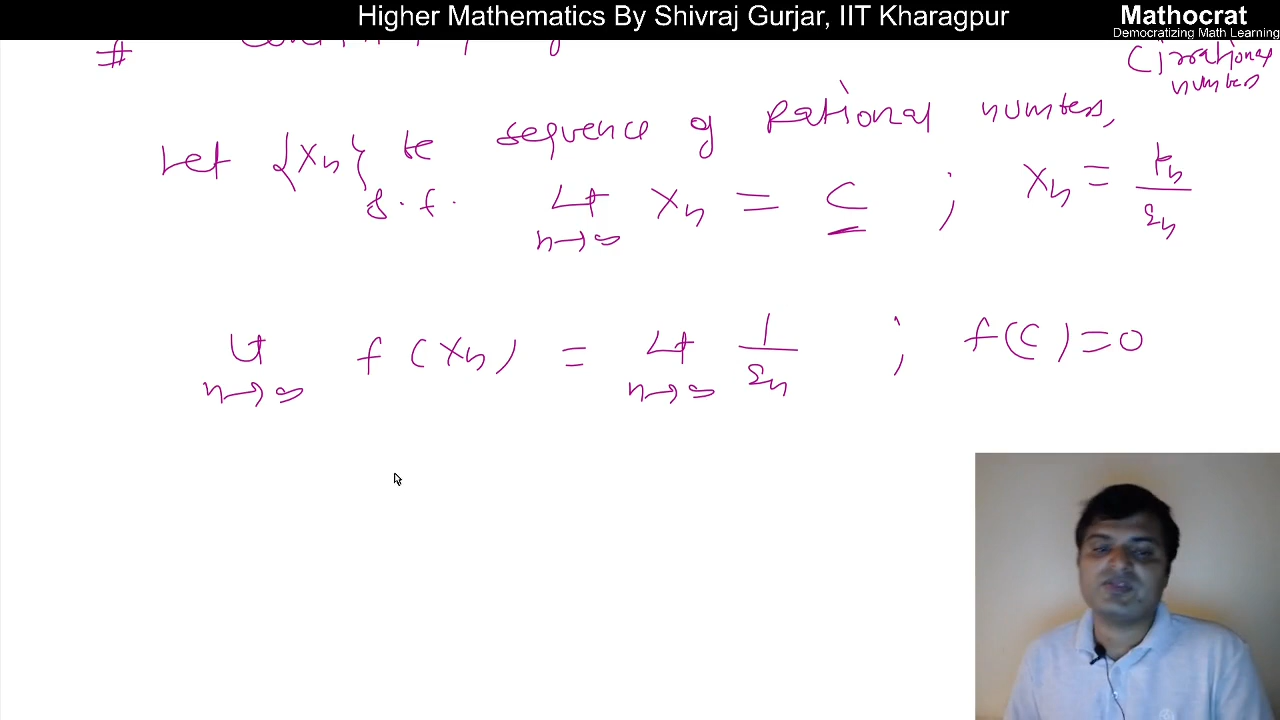 Higher Mathematics By Shivraj Gurjar, IIT Kharagpur
Mathocrat
Democratizing Math Learning
#
C irrational
numbers
Let {xₙ} be sequence of Rational numbers,
s.t. Lt n→∞ xₙ = C ; xₙ = pₙ/qₙ
Lt n→∞ f(xₙ) = Lt n→∞ 1/qₙ ; f(C)=0